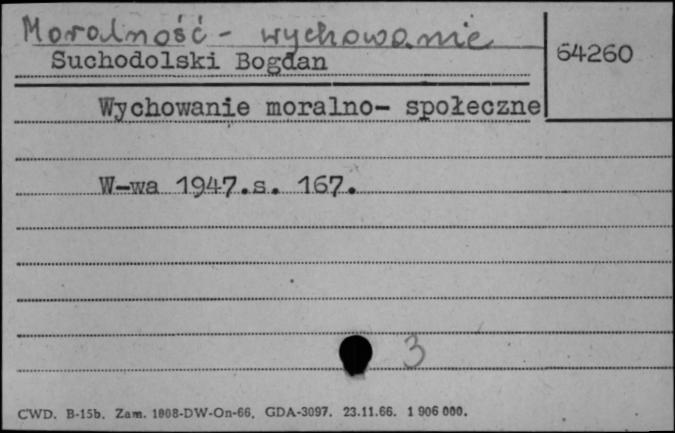 Moralność - wychowanie
64260
Suchodolski Bogdan
Wychowanie moralno- społeczne
W-wa 1947.s. 167.
3
CWD. B-15b. Zam. 1808-DW-On-66. GDA-3097. 23.11.66. 1 906 000.